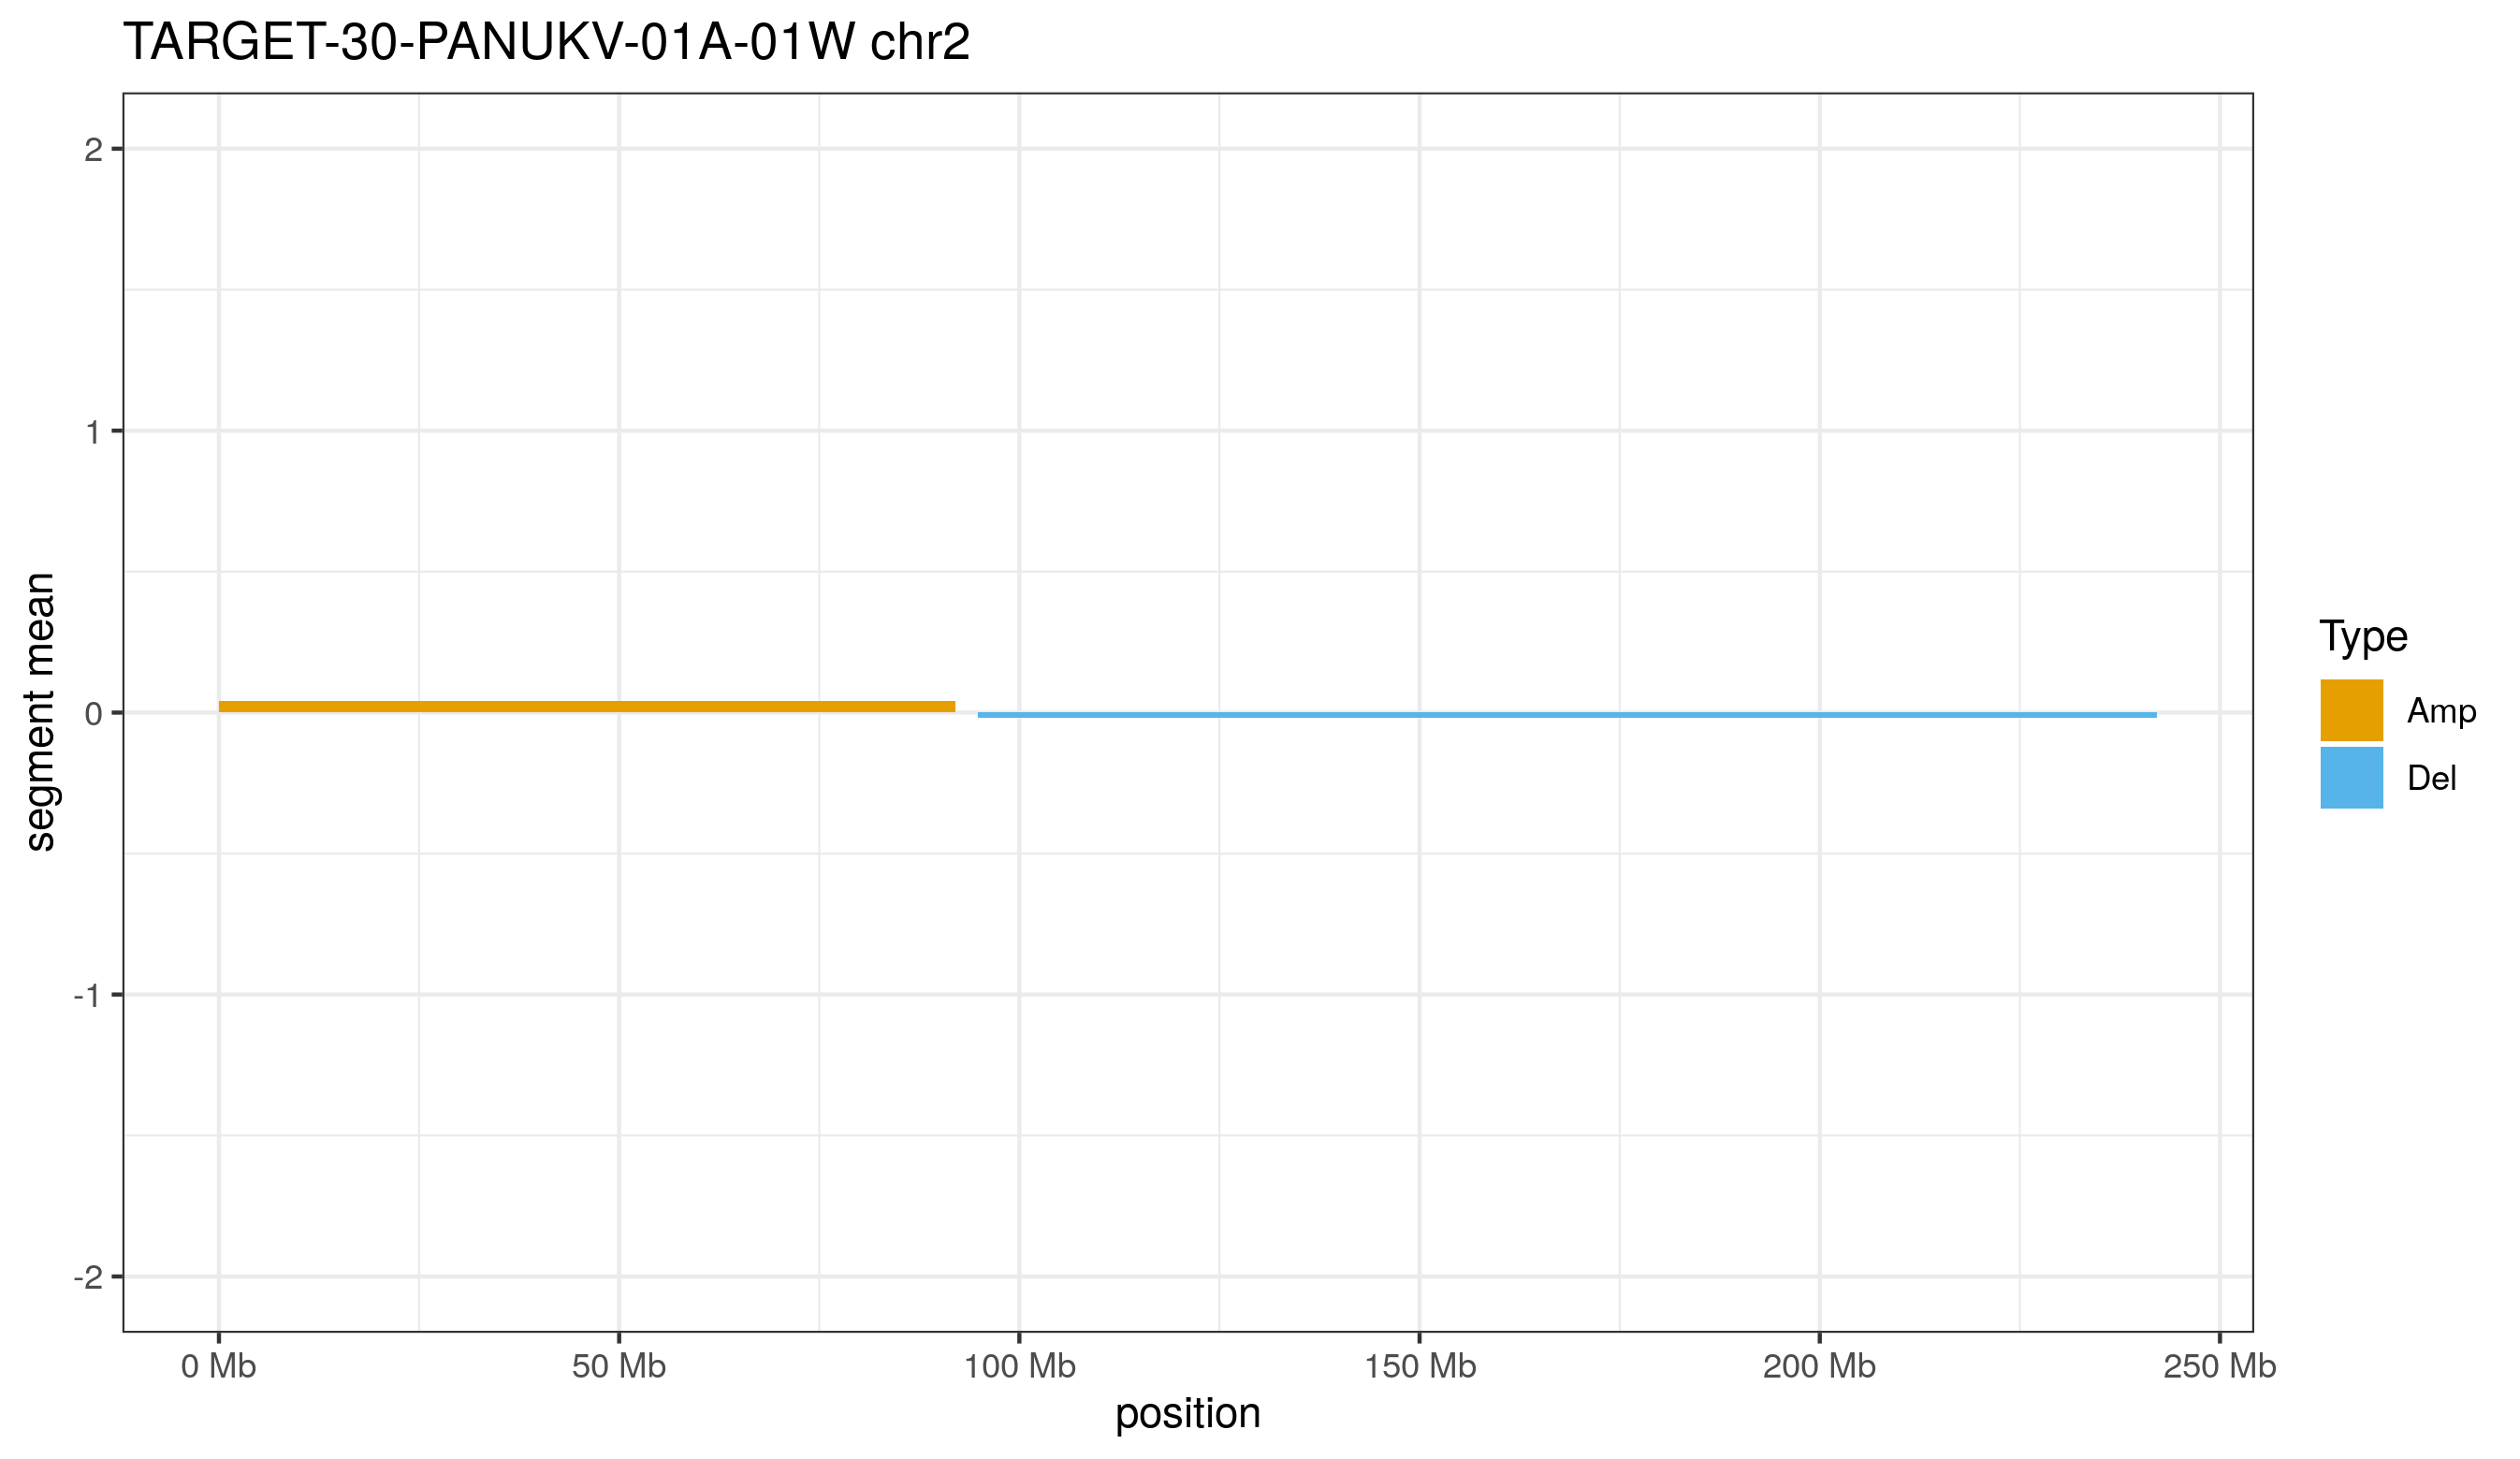 TARGET-30-PANUKV-01A-01W chr2
2
1
0
-1
-2
segment mean
0 Mb
50 Mb
100 Mb
150 Mb
200 Mb
250 Mb
position
Type
Amp
Del